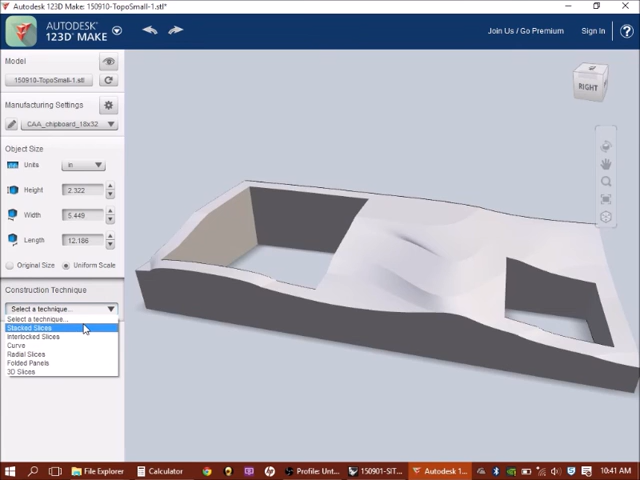 Autodesk 123D Make: 150910-TopoSmall-1.stl*
AUTODESK
123D MAKE
Join Us / Go Premium
Sign In
Model
150910-TopoSmall-1.stl
Manufacturing Settings
CAA_chipboard_18x32
Object Size
Units in
Height 2.322
Width 5.449
Length 12.186
Original Size Uniform Scale
Construction Technique
Select a technique...
Select a technique...
Stacked Slices
Interlocked Slices
Curve
Radial Slices
Folded Panels
3D Slices
RIGHT
File Explorer
Calculator
Profile: Unt...
150901-SIT...
Autodesk 1...
10:41 AM